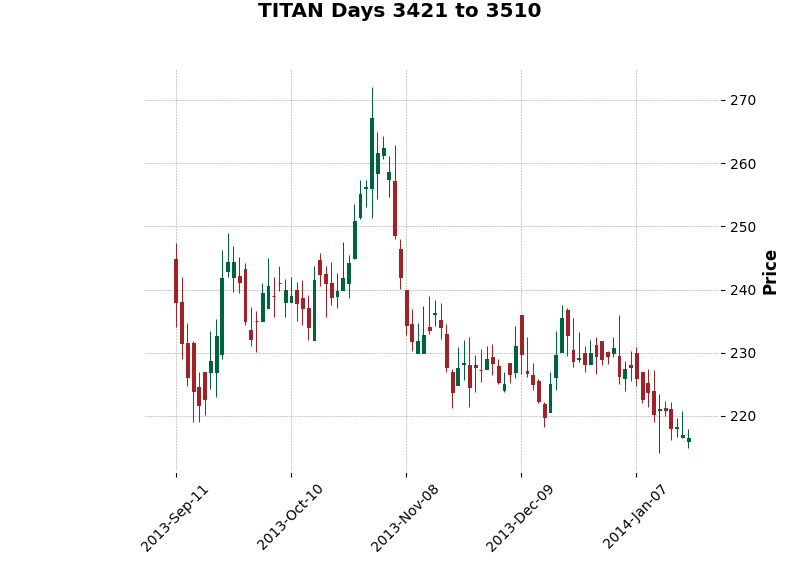 TITAN Days 3421 to 3510
270
260
250
240
230
220
Price
2013-Sep-11
2013-Oct-10
2013-Nov-08
2013-Dec-09
2014-Jan-07